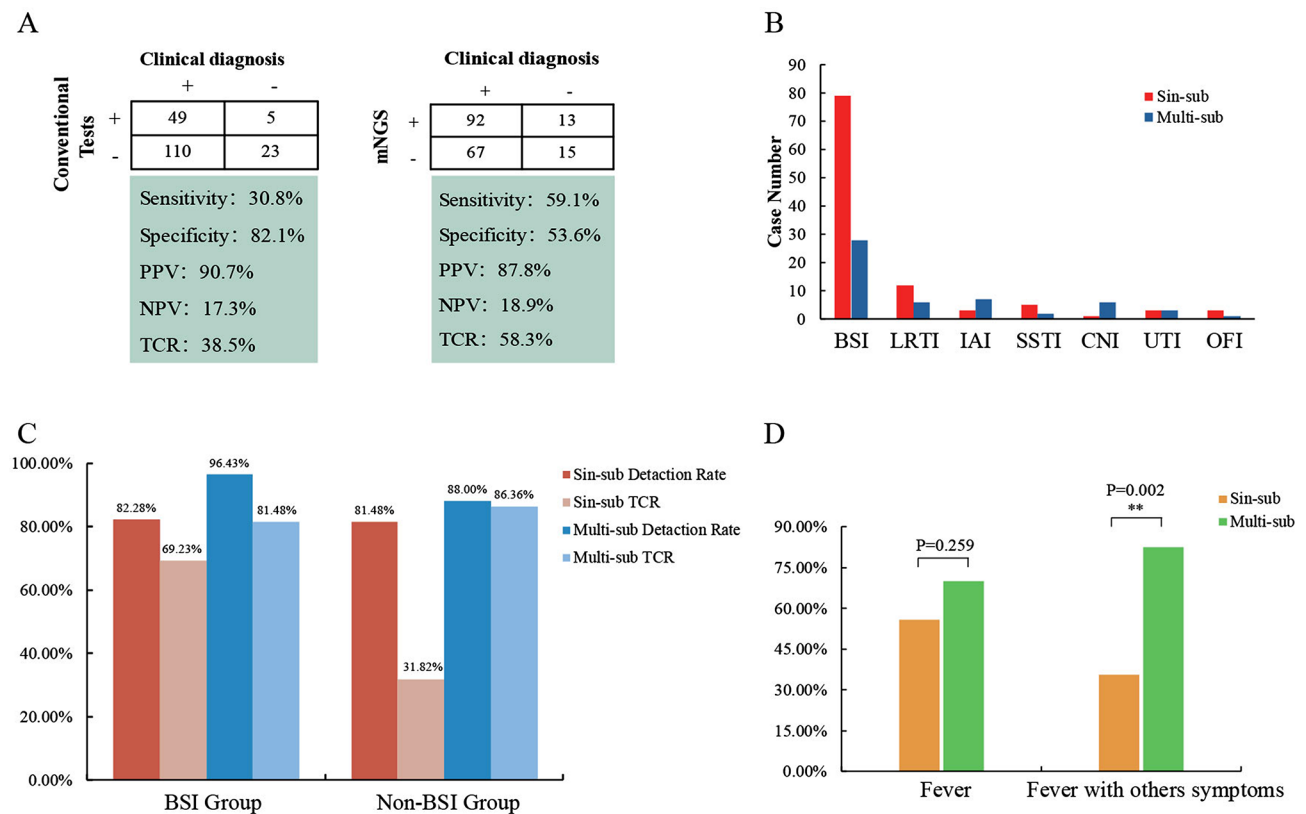 A
Clinical diagnosis
+ -
Conventional
Tests
+ 49 5
- 110 23
Sensitivity: 30.8%
Specificity: 82.1%
PPV: 90.7%
NPV: 17.3%
TCR: 38.5%
Clinical diagnosis
+ -
mNGS
+ 92 13
- 67 15
Sensitivity: 59.1%
Specificity: 53.6%
PPV: 87.8%
NPV: 18.9%
TCR: 58.3%
B
Case Number
90
80
70
60
50
40
30
20
10
0
Sin-sub
Multi-sub
BSI LRTI IAI SSTI CNI UTI OFI
C
100.00%
80.00%
60.00%
40.00%
20.00%
0.00%
82.28%
69.23%
96.43%
81.48%
81.48%
31.82%
88.00%
86.36%
Sin-sub Detaction Rate
Sin-sub TCR
Multi-sub Detaction Rate
Multi-sub TCR
BSI Group Non-BSI Group
D
90.00%
75.00%
60.00%
45.00%
30.00%
15.00%
0.00%
P=0.259
P=0.002
**
Sin-sub
Multi-sub
Fever Fever with others symptoms